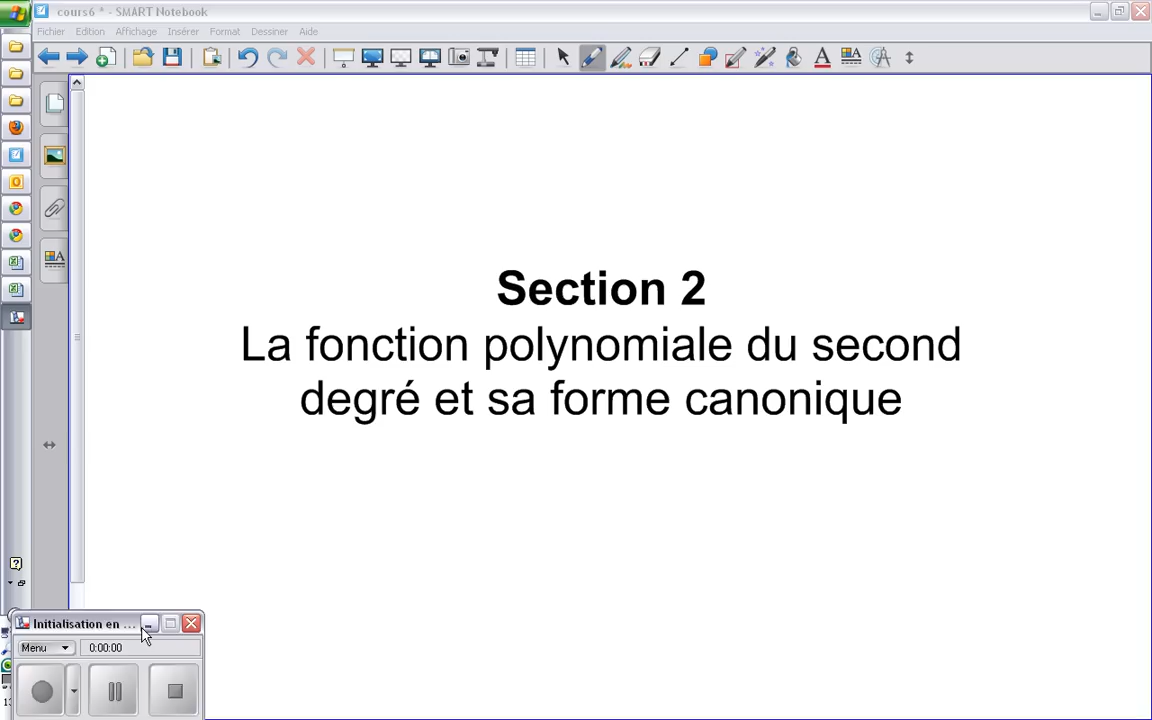 cours6 * - SMART Notebook
Fichier Edition Affichage Insérer Format Dessiner Aide
Section 2
La fonction polynomiale du second
degré et sa forme canonique
Initialisation en ...
Menu 0:00:00